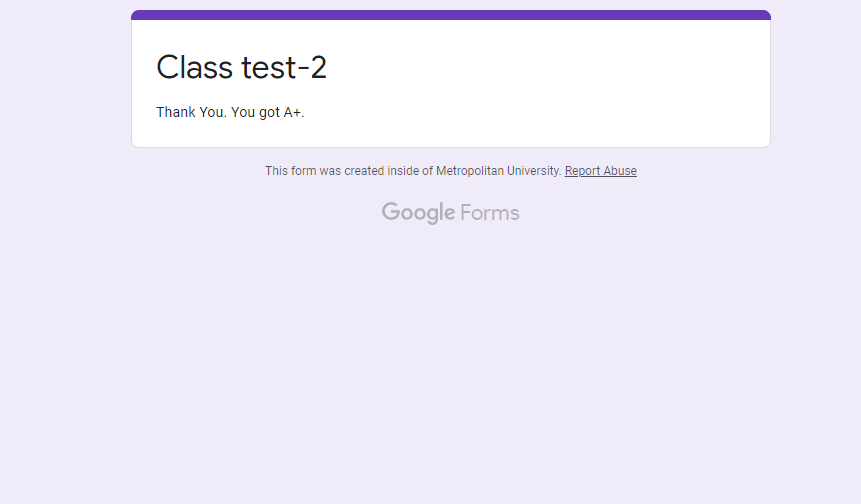 Class test-2
Thank You. You got A+.
This form was created inside of Metropolitan University. Report Abuse
Google Forms